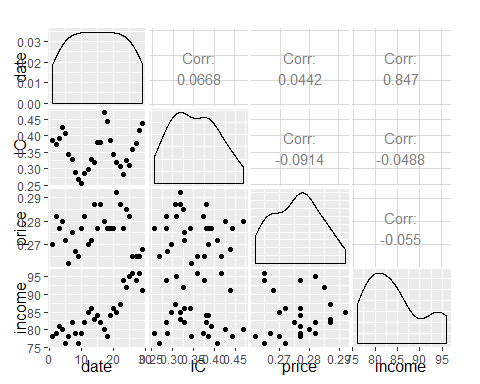 0.03
0.02
0.01
0.00
date
Corr:
0.0668
Corr:
0.0442
Corr:
0.847
0.45
0.40
0.35
0.30
0.25
IC
Corr:
-0.0914
Corr:
-0.0488
0.29
0.28
0.27
price
Corr:
-0.055
95
90
85
80
75
income
0 10 20 30
0.25 0.30 0.35 0.40 0.45
0.27 0.28 0.29
75 80 85 90 95
date IC price income